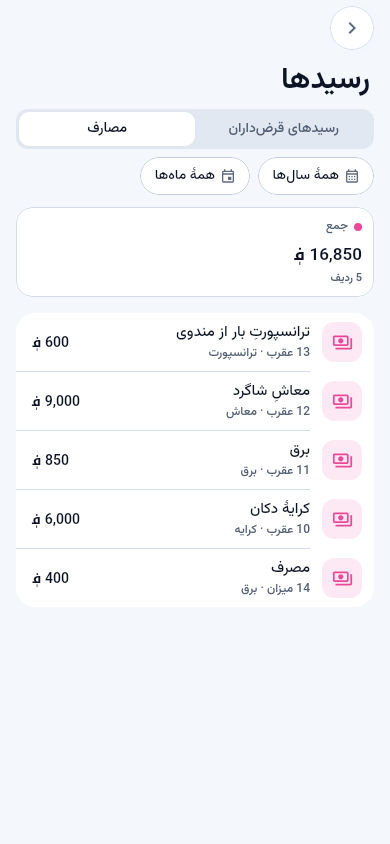 رسیدها
رسیدهای قرض‌داران
مصارف
همهٔ سال‌ها
همهٔ ماه‌ها
جمع
16,850 ؋
5 ردیف
ترانسپورتِ بار از مندوی
13 عقرب · ترانسپورت
600 ؋
معاشِ شاگرد
12 عقرب · معاش
9,000 ؋
برق
11 عقرب · برق
850 ؋
کرایهٔ دکان
10 عقرب · کرایه
6,000 ؋
مصرف
14 میزان · برق
400 ؋